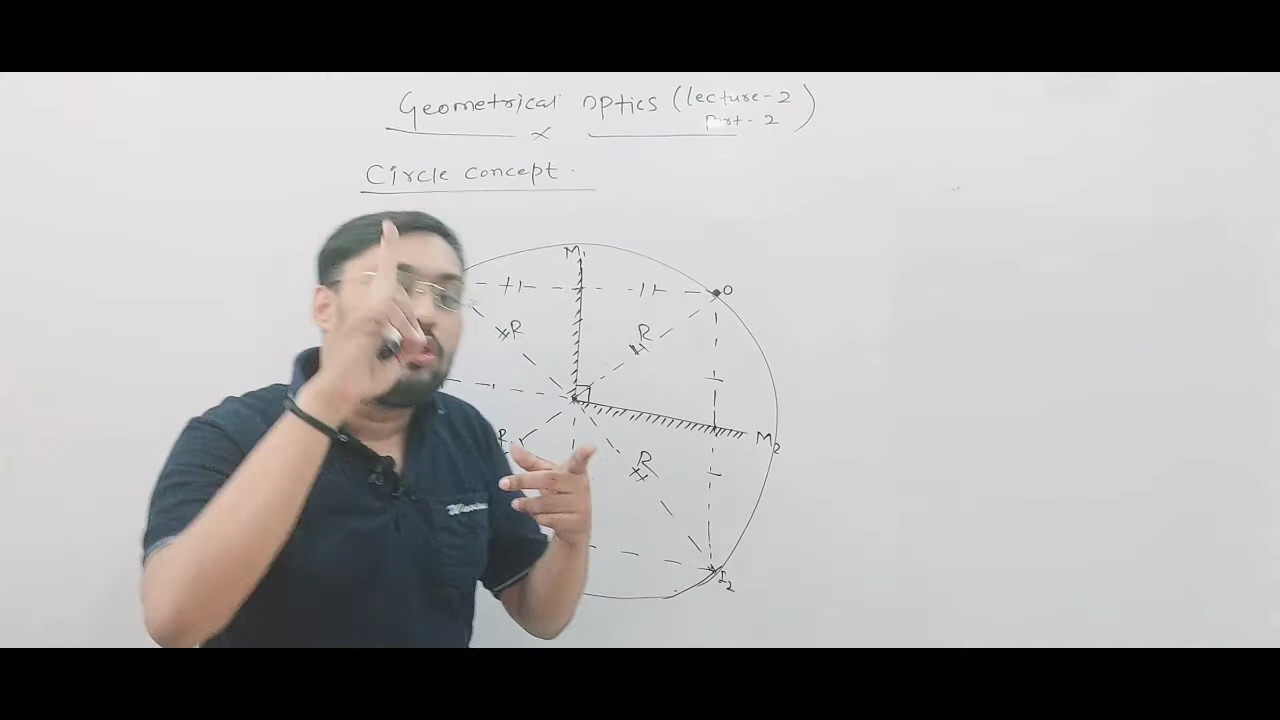 Geometrical Optics (lecture-2
part-2)
Circle concept.
M1
O
R
R
R
R
M2
I2